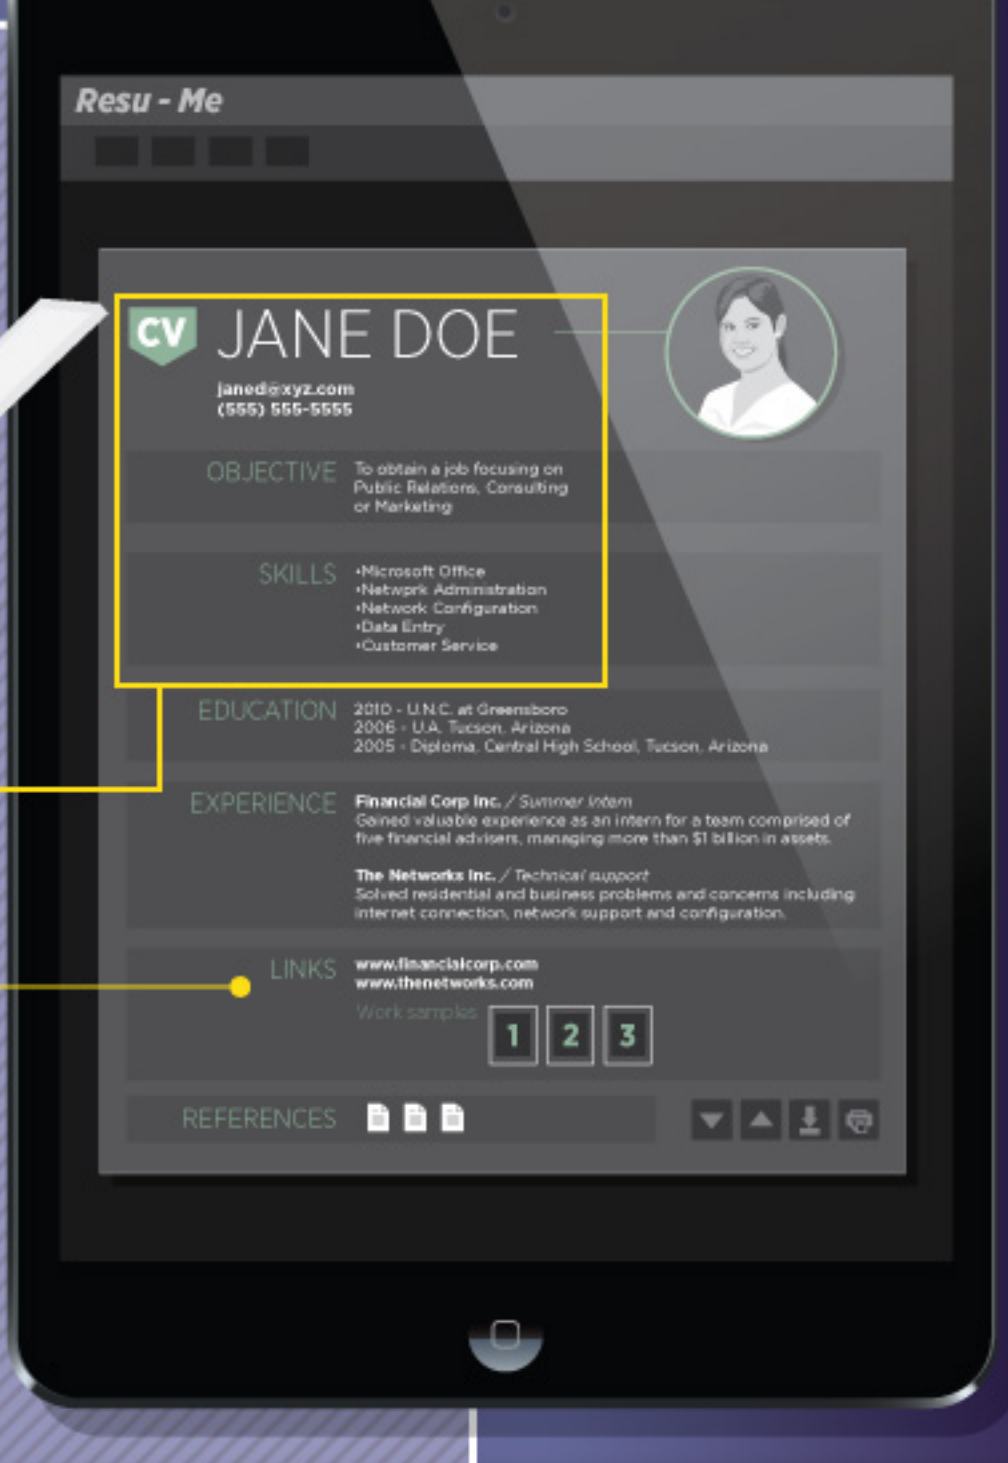 Resu - Me
CV JANE DOE
janed@xyz.com
(555) 555-5555
OBJECTIVE
To obtain a job focusing on
Public Relations, Consulting
or Marketing
SKILLS
•Microsoft Office
•Netwprk Administration
•Network Configuration
•Data Entry
•Customer Service
EDUCATION
2010 - U.N.C. at Greensboro
2006 - U.A. Tucson, Arizona
2005 - Diploma, Central High School, Tucson, Arizona
EXPERIENCE
Financial Corp Inc. / Summer Intern
Gained valuable experience as an intern for a team comprised of
five financial advisers, managing more than $1 billion in assets.
The Networks Inc. / Technical support
Solved residential and business problems and concerns including
internet connection, network support and configuration.
LINKS
www.financialcorp.com
www.thenetworks.com
Work samples 1 2 3
REFERENCES